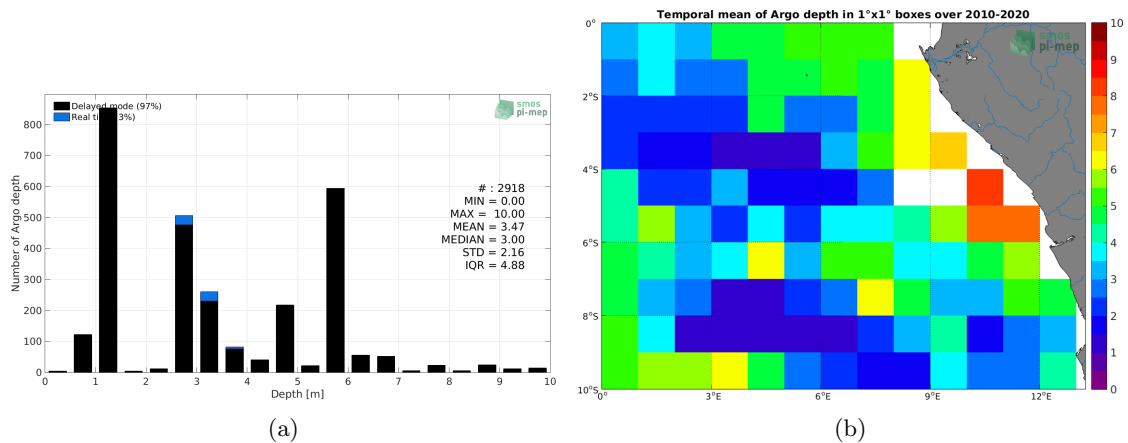 Delayed mode (97%)
Real ti 3%)
smos
pi-mep
800
700
600
500
400
300
200
100
0
Number of Argo depth
# : 2918
MIN = 0.00
MAX = 10.00
MEAN = 3.47
MEDIAN = 3.00
STD = 2.16
IQR = 4.88
0 1 2 3 4 5 6 7 8 9 10
Depth [m]
(a)
Temporal mean of Argo depth in 1°x1° boxes over 2010-2020
smos
pi-mep
0°
2°S
4°S
6°S
8°S
10°S
0° 3°E 6°E 9°E 12°E
10
9
8
7
6
5
4
3
2
1
0
(b)